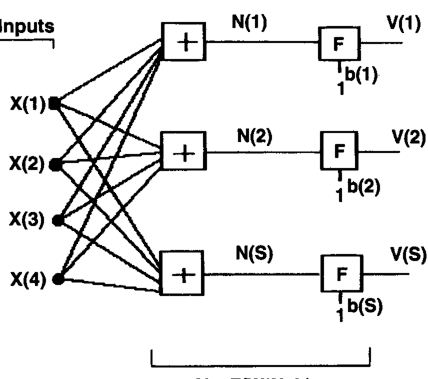 Inputs
N(1)
V(1)
+
F
b(1)
1
X(1)
N(2)
V(2)
+
F
b(2)
1
X(2)
X(3)
N(S)
V(S)
X(4)
+
F
b(S)
1